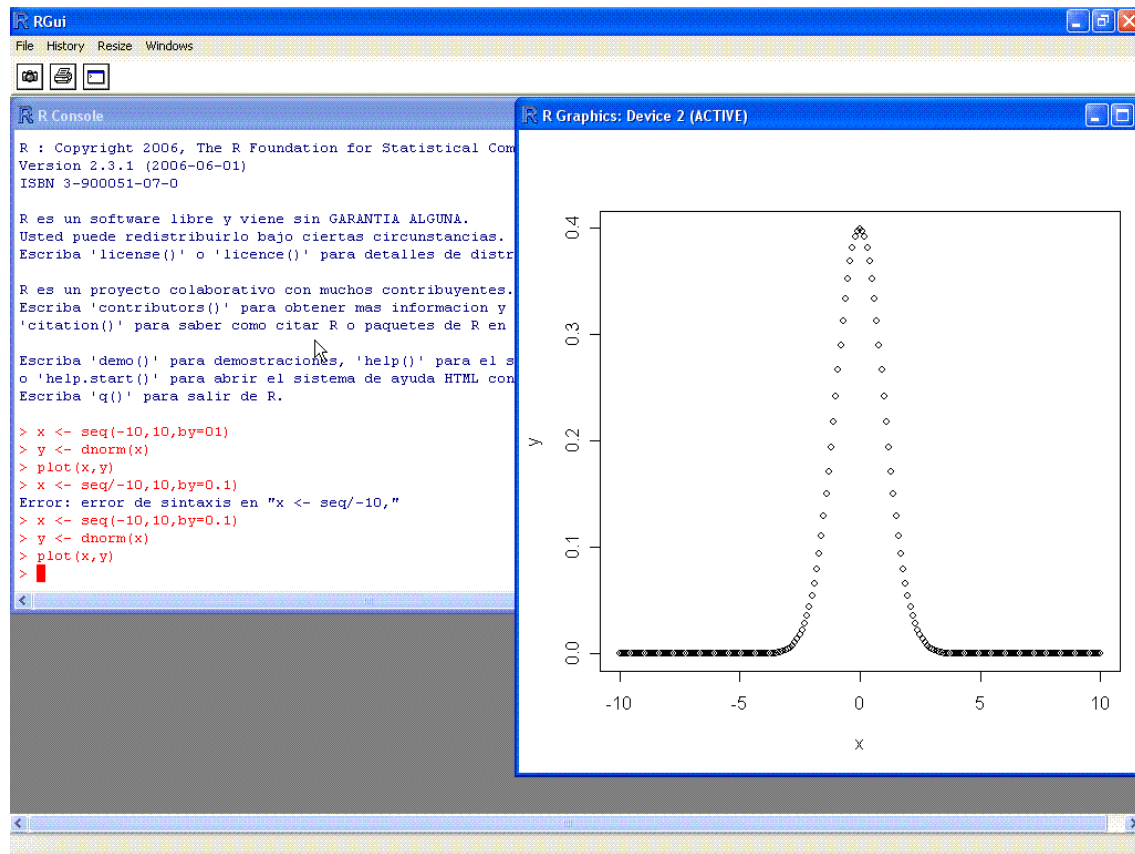 RGui
File History Resize Windows
R Console
R : Copyright 2006, The R Foundation for Statistical Com
Version 2.3.1 (2006-06-01)
ISBN 3-900051-07-0
R es un software libre y viene sin GARANTIA ALGUNA.
Usted puede redistribuirlo bajo ciertas circunstancias.
Escriba 'license()' o 'licence()' para detalles de distr
R es un proyecto colaborativo con muchos contribuyentes.
Escriba 'contributors()' para obtener mas informacion y
'citation()' para saber como citar R o paquetes de R en
Escriba 'demo()' para demostraciones, 'help()' para el s
o 'help.start()' para abrir el sistema de ayuda HTML con
Escriba 'q()' para salir de R.
> x <- seq(-10,10,by=01)
> y <- dnorm(x)
> plot(x,y)
> x <- seq/-10,10,by=0.1)
Error: error de sintaxis en "x <- seq/-10,"
> x <- seq(-10,10,by=0.1)
> y <- dnorm(x)
> plot(x,y)
>
R Graphics: Device 2 (ACTIVE)
0.4
0.3
0.2
0.1
0.0
y
-10 -5 0 5 10
x